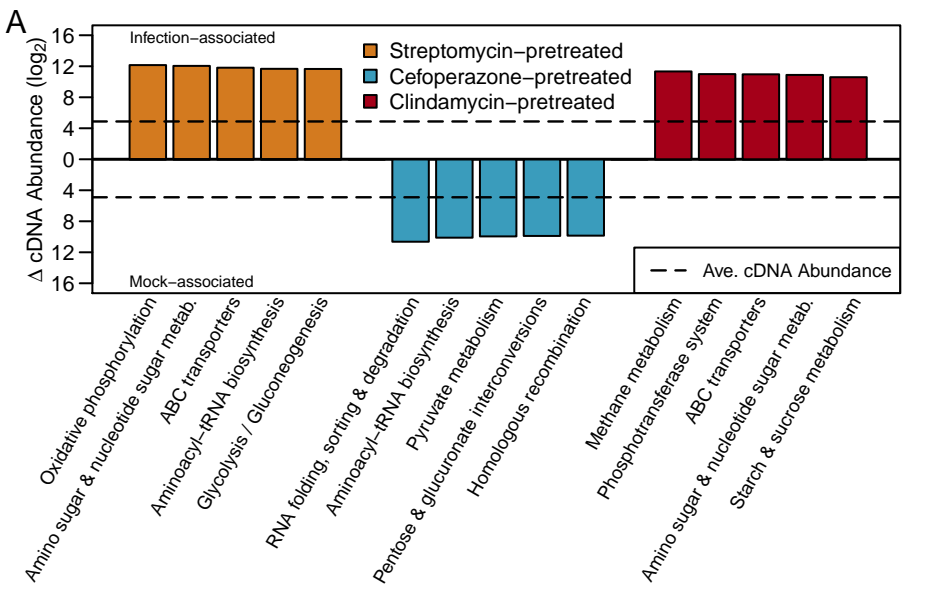 A
Δ cDNA Abundance (log2)
16
12
8
4
0
4
8
12
16
Infection−associated
Streptomycin−pretreated
Cefoperazone−pretreated
Clindamycin−pretreated
Mock−associated
Ave. cDNA Abundance
Oxidative phosphorylation
Amino sugar & nucleotide sugar metab.
ABC transporters
Aminoacyl−tRNA biosynthesis
Glycolysis / Gluconeogenesis
RNA folding, sorting & degradation
Aminoacyl−tRNA biosynthesis
Pyruvate metabolism
Pentose & glucuronate interconversions
Homologous recombination
Methane metabolism
Phosphotransferase system
ABC transporters
Amino sugar & nucleotide sugar metab.
Starch & sucrose metabolism